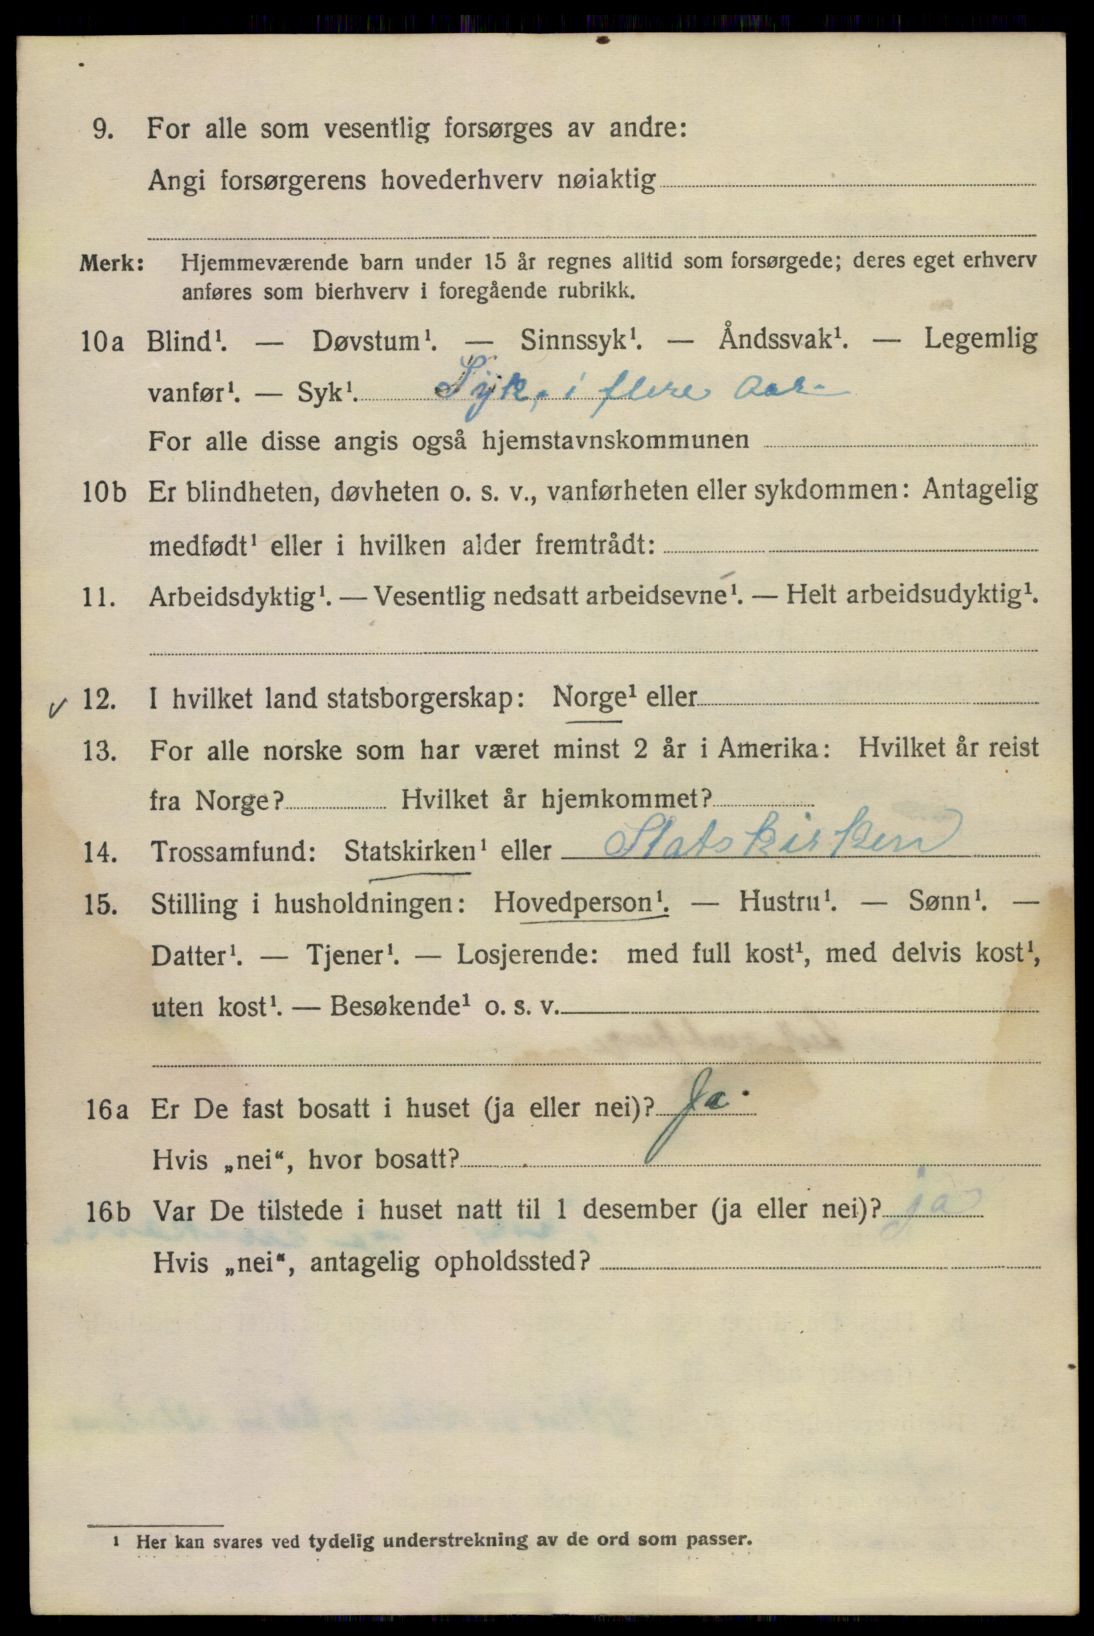 9. For alle som vesentlig forsørges av andre:
Angi forsørgerens hovederhverv nøiaktig
Merk: Hjemmeværende barn under 15 år regnes alltid som forsørgede; deres eget erhverv
anføres som bierhverv i foregående rubrikk.
10a Blind¹. — Døvstum¹. — Sinnssyk¹. — Åndssvak¹. — Legemlig
vanfør¹. — Syk¹. Syk, i flere Aar
For alle disse angis også hjemstavnskommunen
10b Er blindheten, døvheten o. s. v., vanførheten eller sykdommen: Antagelig
medfødt¹ eller i hvilken alder fremtrådt:
11. Arbeidsdyktig¹. — Vesentlig nedsatt arbeidsevne¹. — Helt arbeidsudyktig¹.
12. I hvilket land statsborgerskap: Norge¹ eller
13. For alle norske som har været minst 2 år i Amerika: Hvilket år reist
fra Norge? Hvilket år hjemkommet?
14. Trossamfund: Statskirken¹ eller Statskirken
15. Stilling i husholdningen: Hovedperson¹. — Hustru¹. — Sønn¹. —
Datter¹. — Tjener¹. — Losjerende: med full kost¹, med delvis kost¹,
uten kost¹. — Besøkende¹ o. s. v.
16a Er De fast bosatt i huset (ja eller nei)? Ja.
Hvis „nei“, hvor bosatt?
16b Var De tilstede i huset natt til 1 desember (ja eller nei)? ja
Hvis „nei“, antagelig opholdssted?
¹ Her kan svares ved tydelig understrekning av de ord som passer.